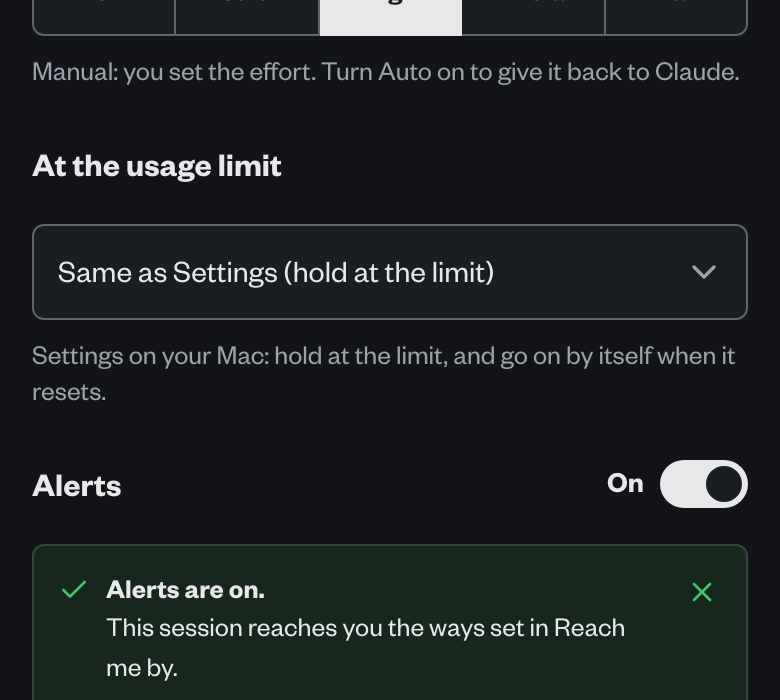 Manual: you set the effort. Turn Auto on to give it back to Claude.
At the usage limit
Same as Settings (hold at the limit)
Settings on your Mac: hold at the limit, and go on by itself when it
resets.
Alerts
On
Alerts are on.
This session reaches you the ways set in Reach
me by.